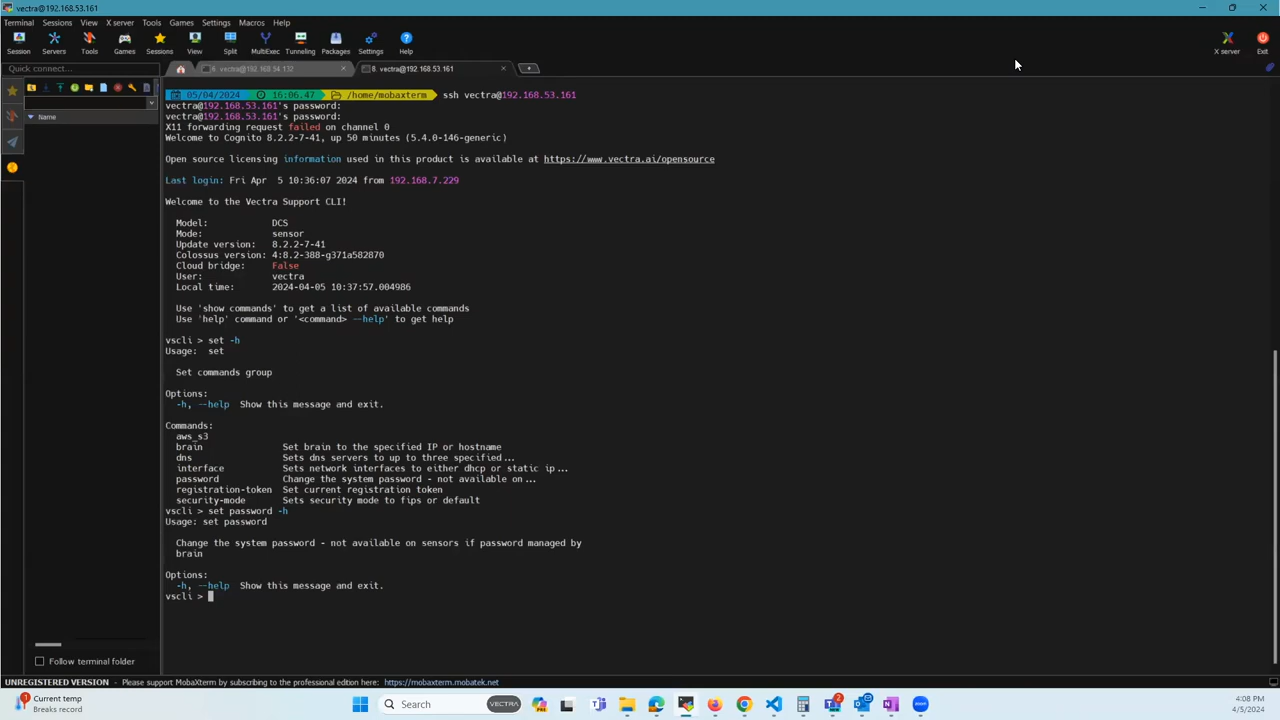 vectra@192.168.53.161
Terminal Sessions View X server Tools Games Settings Macros Help
Session Servers Tools Games Sessions View Split MultiExec Tunneling Packages Settings Help X server Exit
Quick connect...
6. vectra@192.168.54.132
8. vectra@192.168.53.161
Name
05/04/2024 16:06.47 /home/mobaxterm ssh vectra@192.168.53.161
vectra@192.168.53.161's password:
vectra@192.168.53.161's password:
X11 forwarding request failed on channel 0
Welcome to Cognito 8.2.2-7-41, up 50 minutes (5.4.0-146-generic)
Open source licensing information used in this product is available at https://www.vectra.ai/opensource
Last login: Fri Apr 5 10:36:07 2024 from 192.168.7.229
Welcome to the Vectra Support CLI!
Model: DCS
Mode: sensor
Update version: 8.2.2-7-41
Colossus version: 4:8.2-388-g371a582870
Cloud bridge: False
User: vectra
Local time: 2024-04-05 10:37:57.004986
Use 'show commands' to get a list of available commands
Use 'help' command or '<command> --help' to get help
vscli > set -h
Usage: set
Set commands group
Options:
-h, --help Show this message and exit.
Commands:
aws_s3
brain Set brain to the specified IP or hostname
dns Sets dns servers to up to three specified...
interface Sets network interfaces to either dhcp or static ip...
password Change the system password - not available on...
registration-token Set current registration token
security-mode Sets security mode to fips or default
vscli > set password -h
Usage: set password
Change the system password - not available on sensors if password managed by
brain
Options:
-h, --help Show this message and exit.
vscli >
Follow terminal folder
UNREGISTERED VERSION - Please support MobaXterm by subscribing to the professional edition here: https://mobaxterm.mobatek.net
Current temp
Breaks record
Search
VECTRA
2
4:08 PM
4/5/2024